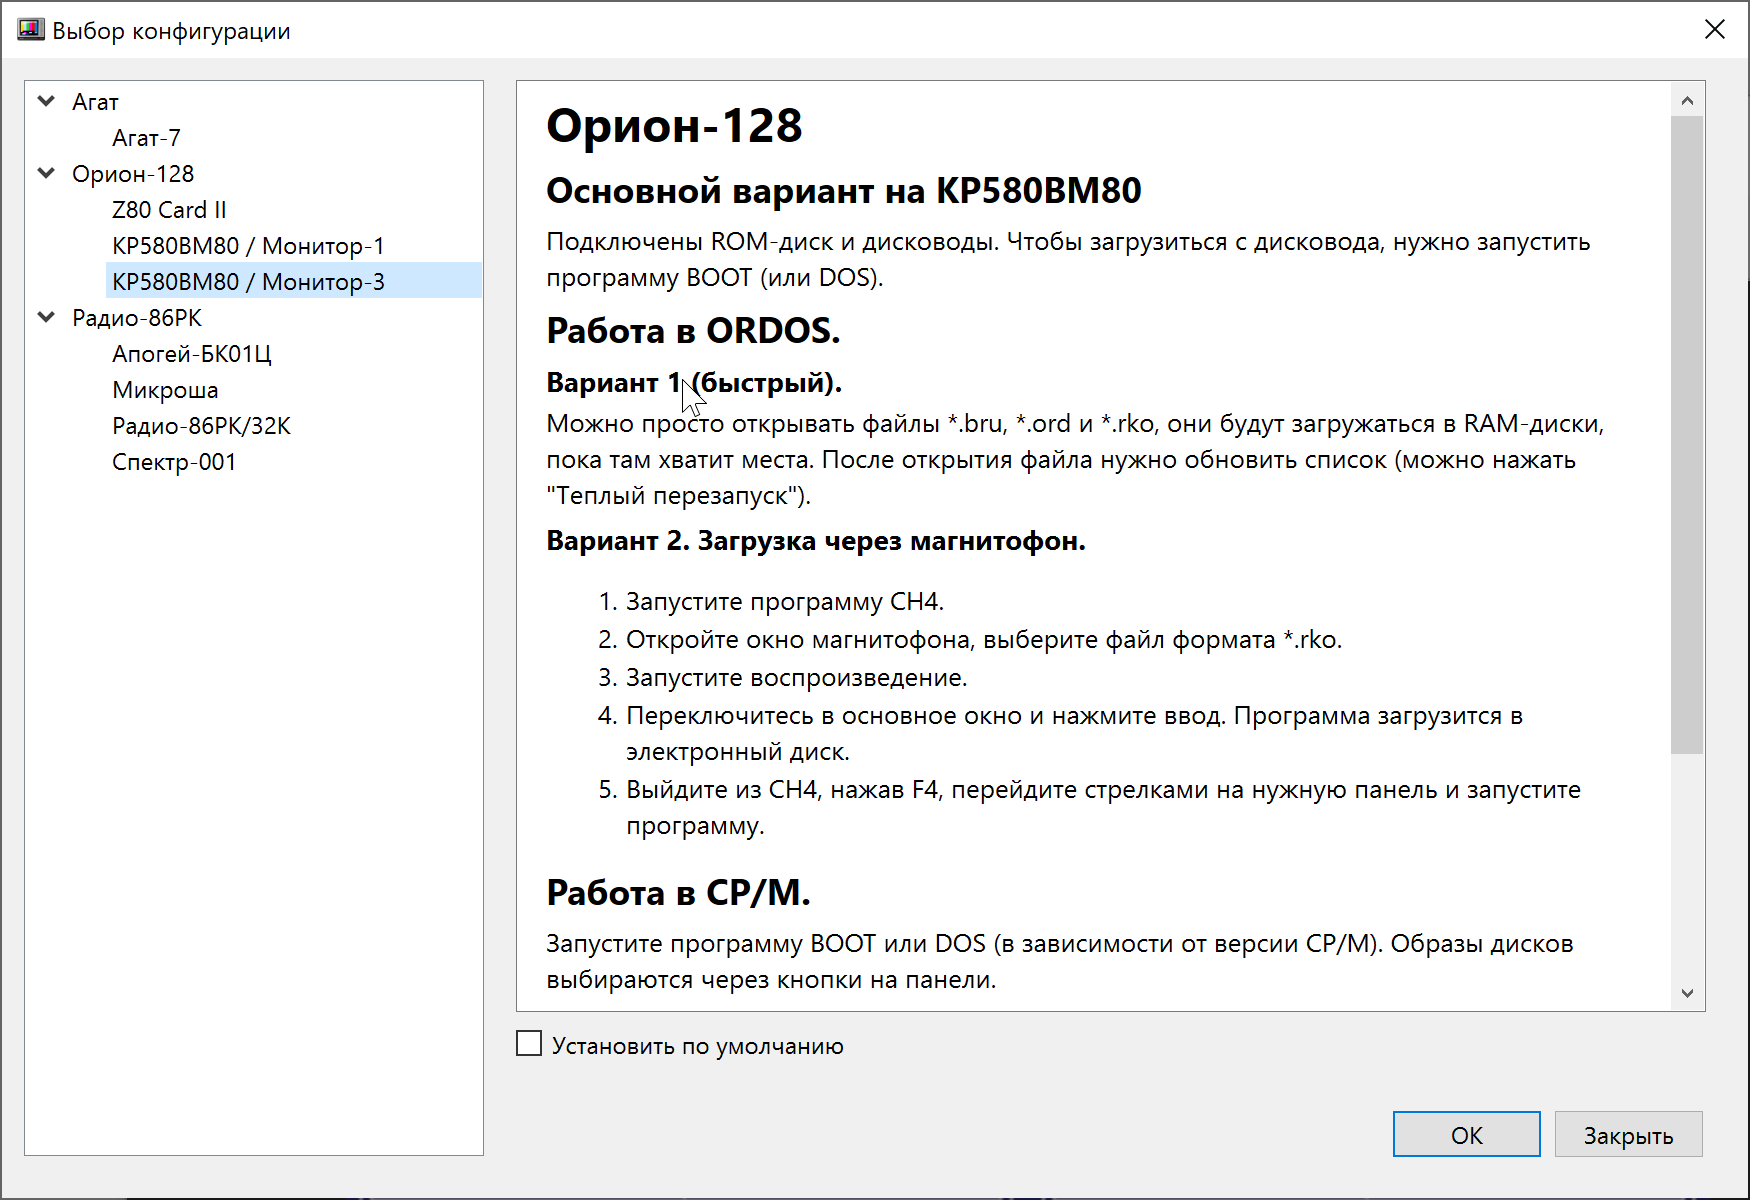 Выбор конфигурации
Агат
Агат-7
Орион-128
Z80 Card II
КР580ВМ80 / Монитор-1
КР580ВМ80 / Монитор-3
Радио-86РК
Апогей-БК01Ц
Микроша
Радио-86РК/32К
Спектр-001
Орион-128
Основной вариант на КР580ВМ80
Подключены ROM-диск и дисководы. Чтобы загрузиться с дисковода, нужно запустить
программу BOOT (или DOS).
Работа в ORDOS.
Вариант 1 (быстрый).
Можно просто открывать файлы *.bru, *.ord и *.rko, они будут загружаться в RAM-диски,
пока там хватит места. После открытия файла нужно обновить список (можно нажать
"Теплый перезапуск").
Вариант 2. Загрузка через магнитофон.
1. Запустите программу CH4.
2. Откройте окно магнитофона, выберите файл формата *.rko.
3. Запустите воспроизведение.
4. Переключитесь в основное окно и нажмите ввод. Программа загрузится в
электронный диск.
5. Выйдите из CH4, нажав F4, перейдите стрелками на нужную панель и запустите
программу.
Работа в CP/M.
Запустите программу BOOT или DOS (в зависимости от версии CP/M). Образы дисков
выбираются через кнопки на панели.
Установить по умолчанию
ОК
Закрыть